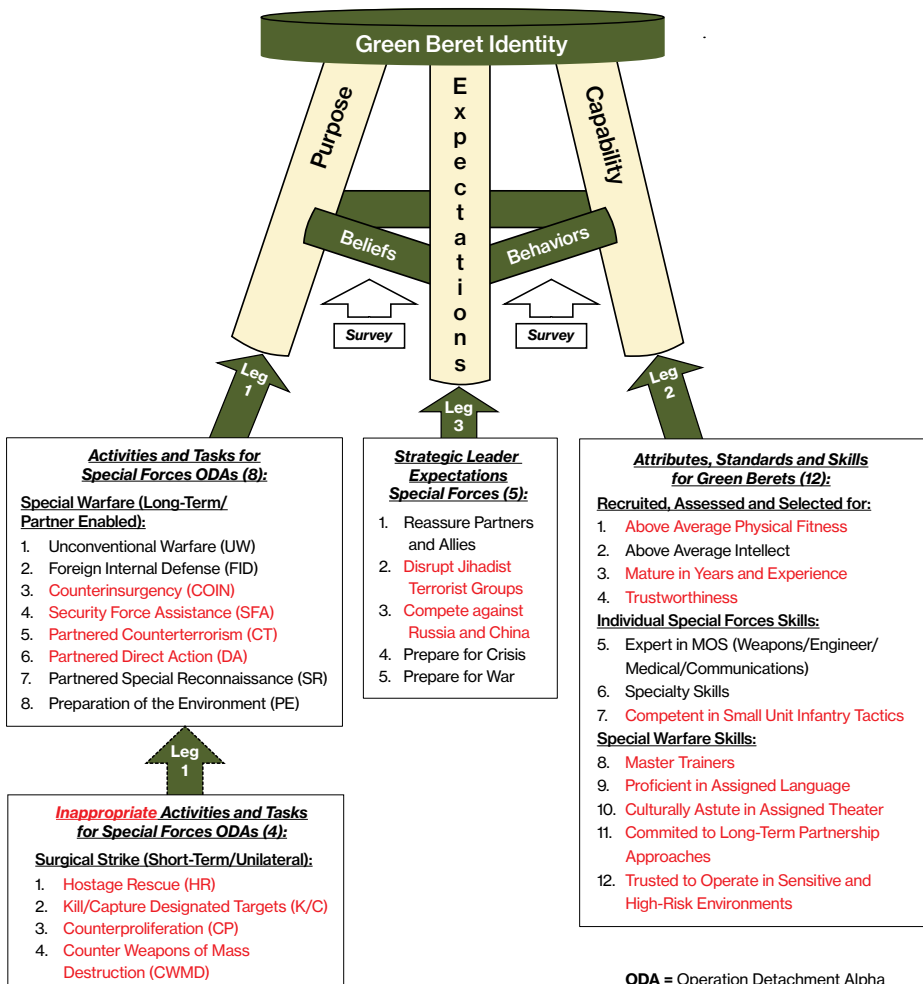 Green Beret Identity
Purpose
Expectations
Capability
Beliefs
Behaviors
Survey
Survey
Leg
1
Leg
3
Leg
2
Activities and Tasks for
Special Forces ODAs (8):
Special Warfare (Long-Term/
Partner Enabled):
1. Unconventional Warfare (UW)
2. Foreign Internal Defense (FID)
3. Counterinsurgency (COIN)
4. Security Force Assistance (SFA)
5. Partnered Counterterrorism (CT)
6. Partnered Direct Action (DA)
7. Partnered Special Reconnaissance (SR)
8. Preparation of the Environment (PE)
Leg
1
Inappropriate Activities and Tasks
for Special Forces ODAs (4):
Surgical Strike (Short-Term/Unilateral):
1. Hostage Rescue (HR)
2. Kill/Capture Designated Targets (K/C)
3. Counterproliferation (CP)
4. Counter Weapons of Mass
Destruction (CWMD)
Strategic Leader
Expectations
Special Forces (5):
1. Reassure Partners
and Allies
2. Disrupt Jihadist
Terrorist Groups
3. Compete against
Russia and China
4. Prepare for Crisis
5. Prepare for War
Attributes, Standards and Skills
for Green Berets (12):
Recruited, Assessed and Selected for:
1. Above Average Physical Fitness
2. Above Average Intellect
3. Mature in Years and Experience
4. Trustworthiness
Individual Special Forces Skills:
5. Expert in MOS (Weapons/Engineer/
Medical/Communications)
6. Specialty Skills
7. Competent in Small Unit Infantry Tactics
Special Warfare Skills:
8. Master Trainers
9. Proficient in Assigned Language
10. Culturally Astute in Assigned Theater
11. Commited to Long-Term Partnership
Approaches
12. Trusted to Operate in Sensitive and
High-Risk Environments
ODA = Operation Detachment Alpha